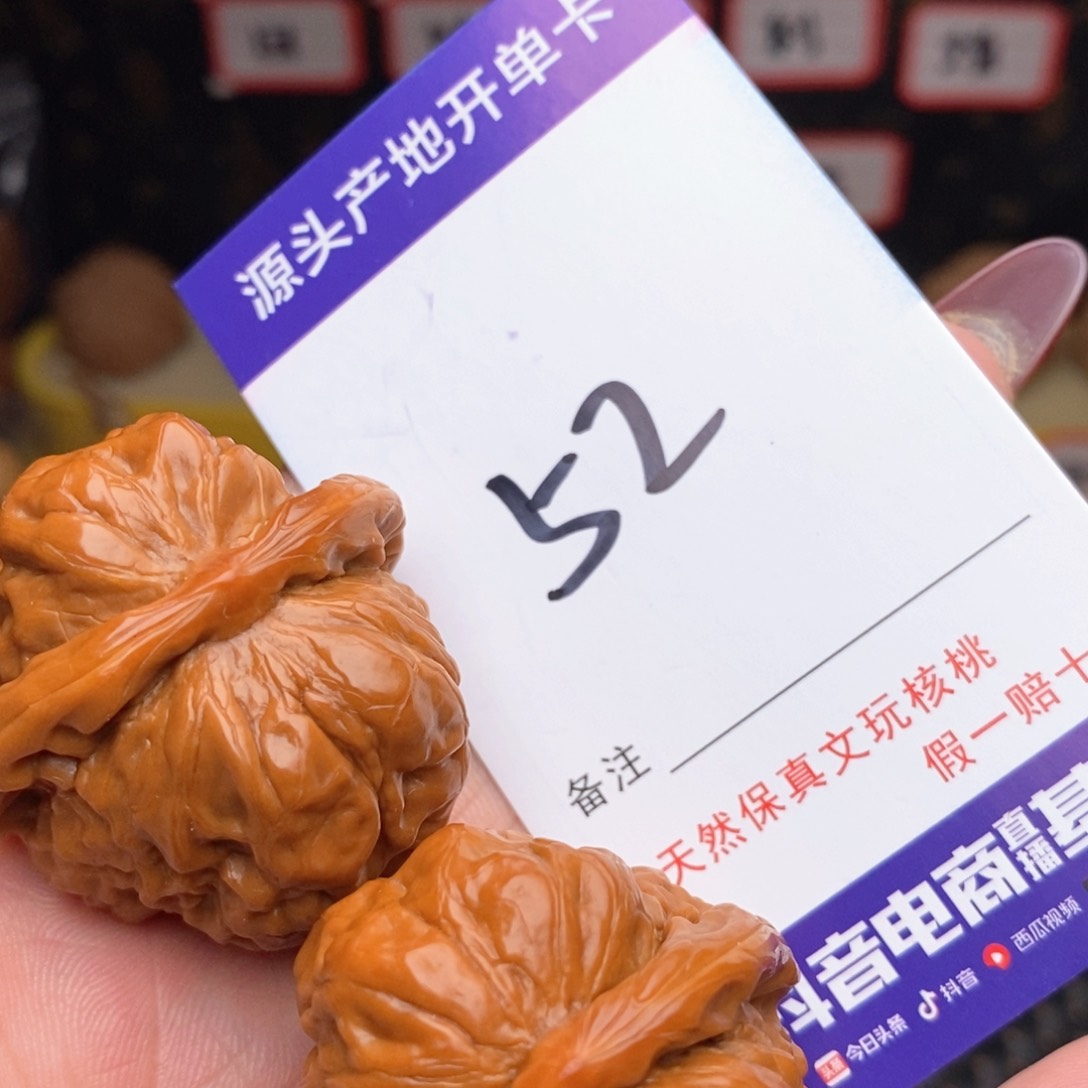 源头产地开单卡
52
备注
天然保真文玩核桃
假一赔十
抖音电商直播基
头条 今日头条 抖音 西瓜视频